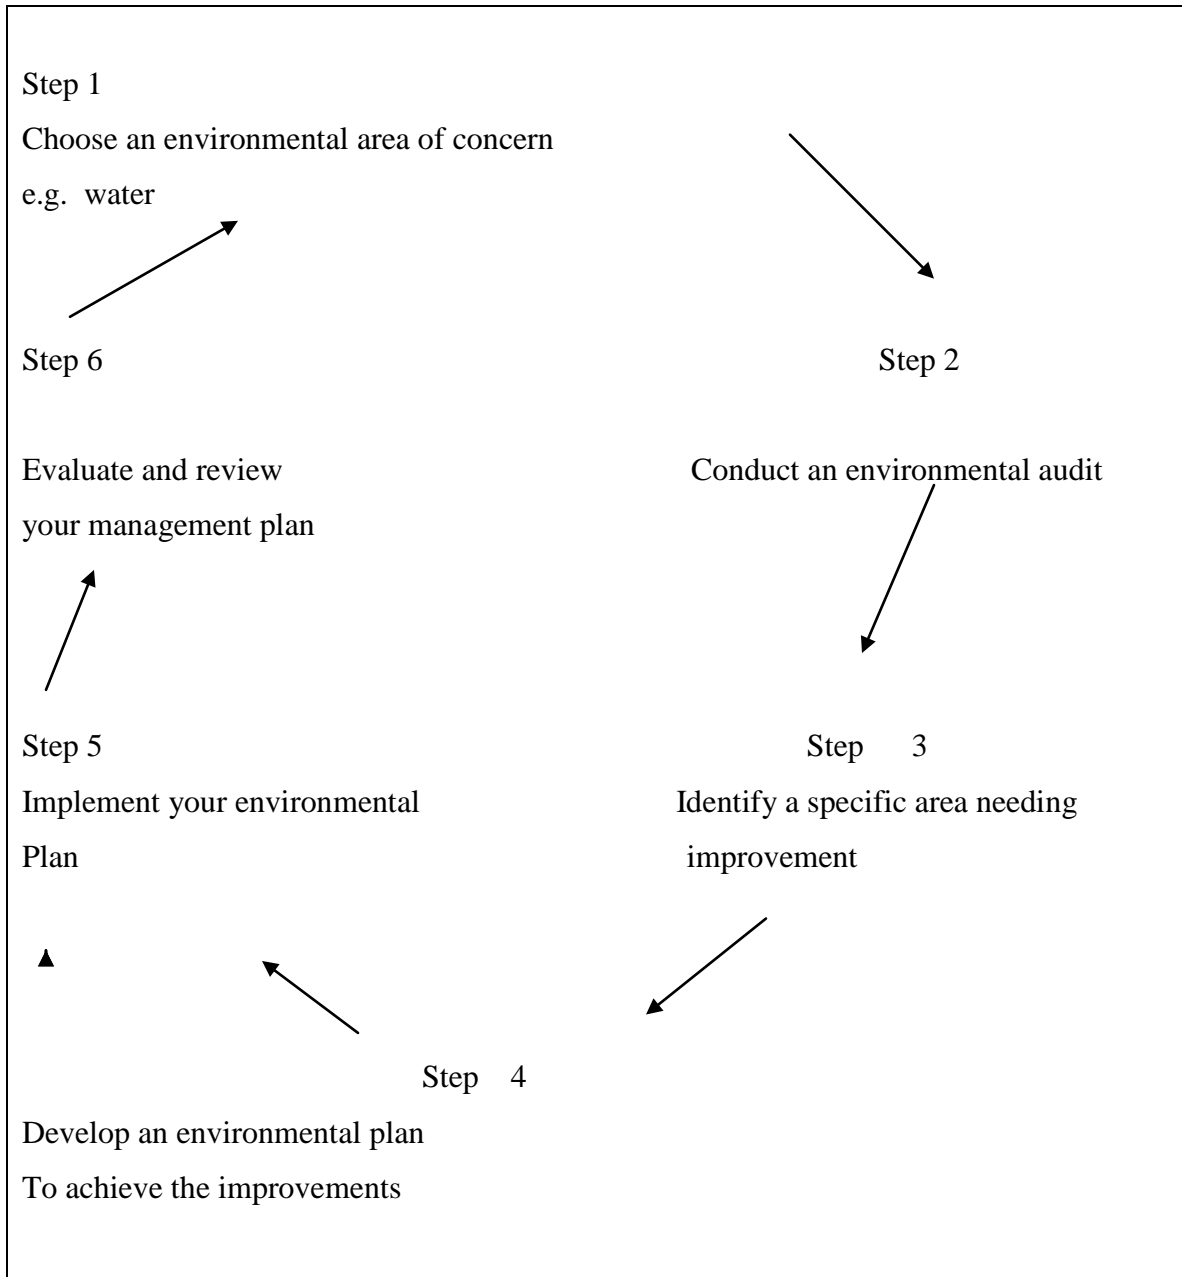 Step 1
Choose an environmental area of concern
e.g. water
Step 6
Step 2
Evaluate and review
your management plan
Conduct an environmental audit
Step 5
Implement your environmental
Plan
Step 3
Identify a specific area needing
improvement
Step 4
Develop an environmental plan
To achieve the improvements